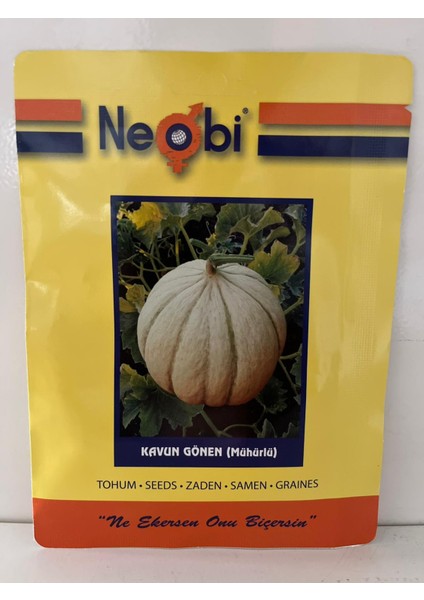 Neobi®
KAVUN GÖNEN (Mühürlü)
TOHUM • SEEDS • ZADEN • SAMEN • GRAINES
"Ne Ekersen Onu Biçersin"